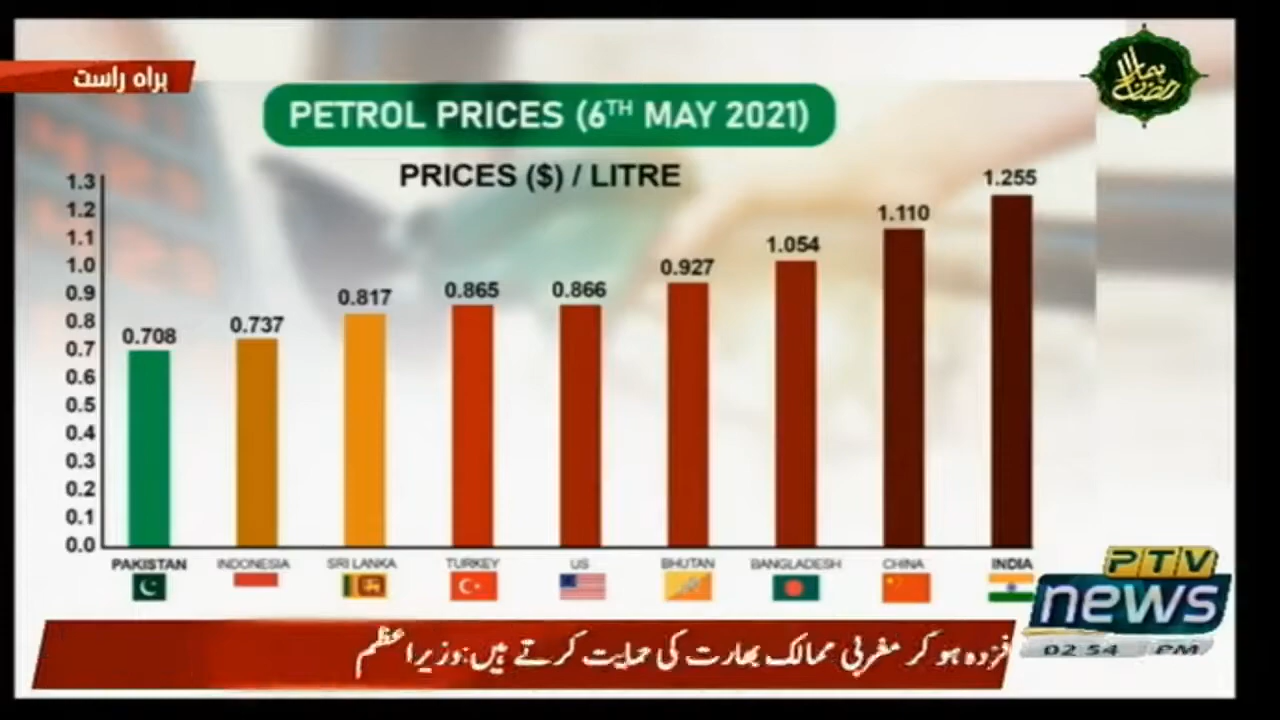 براہ راست
ہمارا رمضان
PETROL PRICES (6TH MAY 2021)
PRICES ($) / LITRE
1.3
1.2
1.1
1.0
0.9
0.8
0.7
0.6
0.5
0.4
0.3
0.2
0.1
0.0
0.708
0.737
0.817
0.865
0.866
0.927
1.054
1.110
1.255
PAKISTAN
INDONESIA
SRI LANKA
TURKEY
US
BHUTAN
BANGLADESH
CHINA
INDIA
PTV
news
02 54 PM
ہو کر مغربی ممالک بھارت کی حمایت کرتے ہیں:وزیراعظم